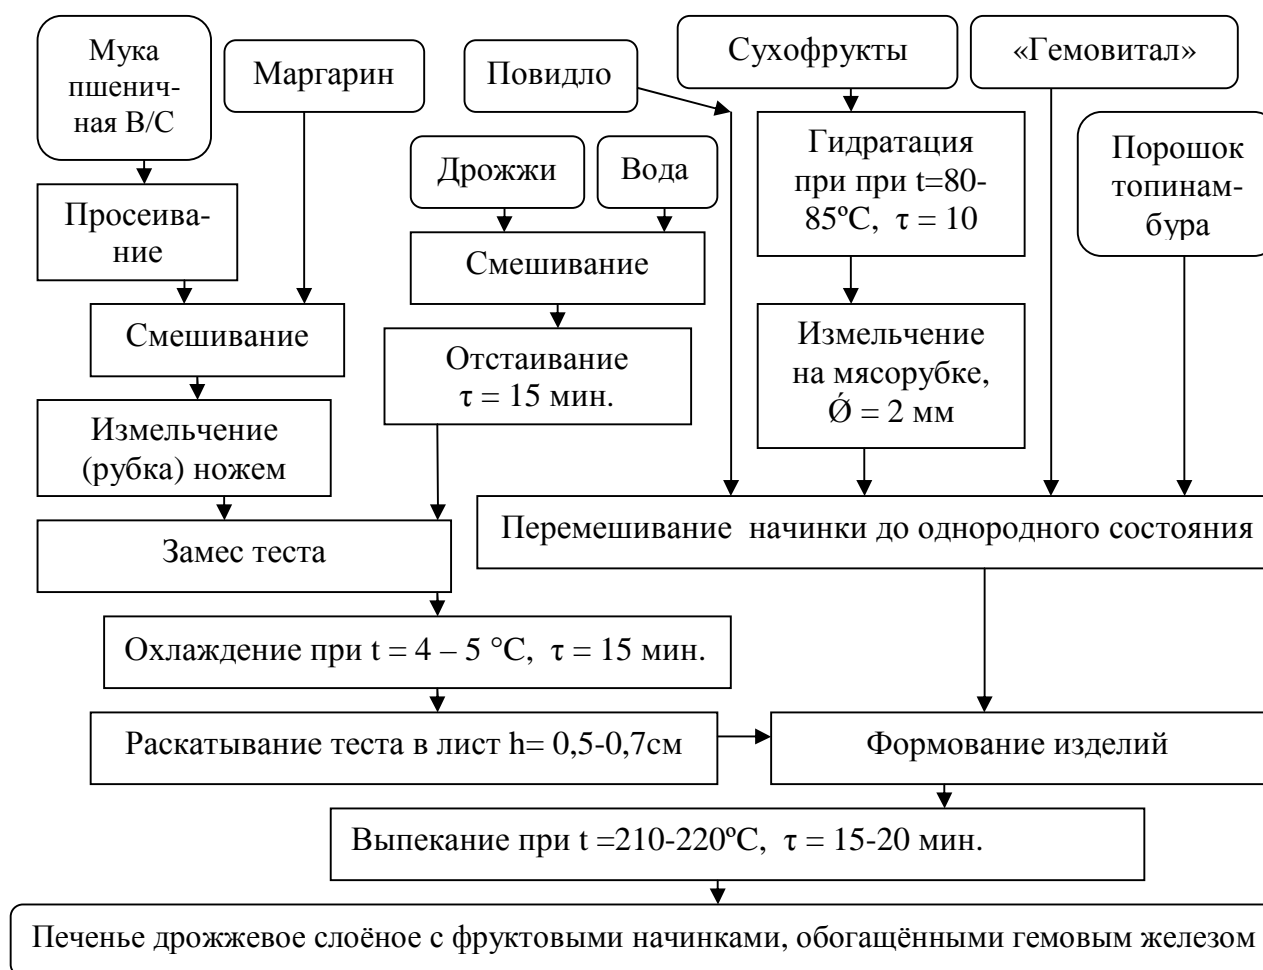 Мука
пшенич-
ная В/С
Маргарин
Повидло
Сухофрукты
«Гемовитал»
Дрожжи
Вода
Гидратация
при при t=80-
85ºС, τ = 10
Порошок
топинам-
бура
Просеива-
ние
Смешивание
Смешивание
Отстаивание
τ = 15 мин.
Измельчение
на мясорубке,
Ǿ = 2 мм
Измельчение
(рубка) ножем
Замес теста
Перемешивание начинки до однородного состояния
Охлаждение при t = 4 – 5 °С, τ = 15 мин.
Раскатывание теста в лист h= 0,5-0,7см
Формование изделий
Выпекание при t =210-220ºС, τ = 15-20 мин.
Печенье дрожжевое слоёное с фруктовыми начинками, обогащёнными гемовым железом